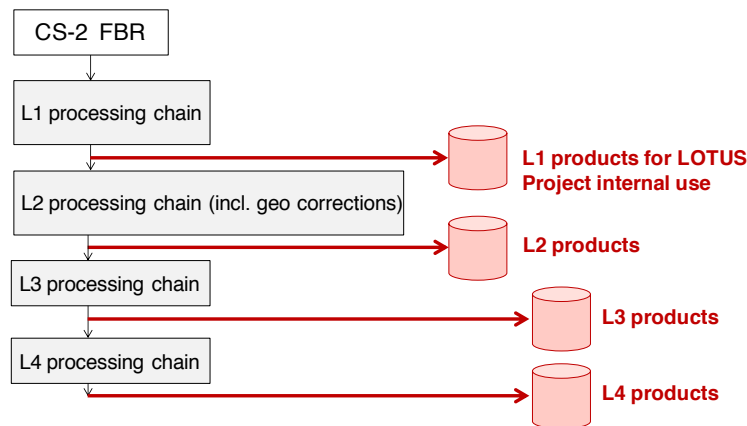 CS-2 FBR
L1 processing chain
L1 products for LOTUS
Project internal use
L2 processing chain (incl. geo corrections)
L2 products
L3 processing chain
L3 products
L4 processing chain
L4 products